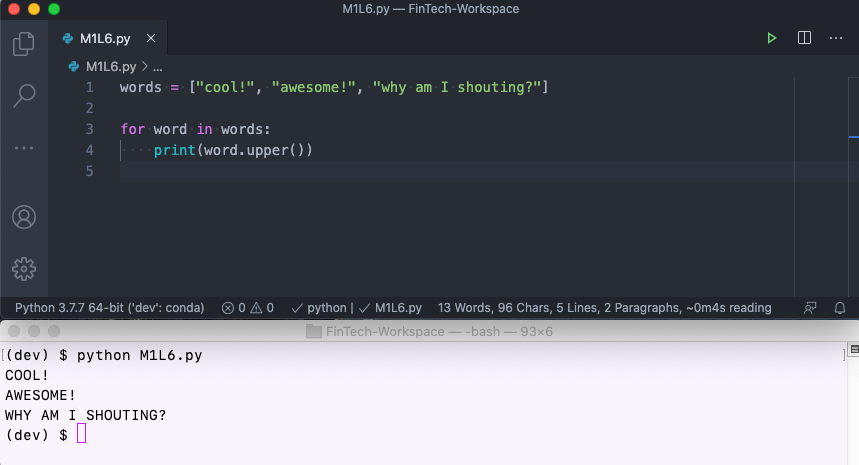 M1L6.py — FinTech-Workspace
M1L6.py
M1L6.py > ...
1 words = ["cool!", "awesome!", "why am I shouting?"]
2
3 for word in words:
4     print(word.upper())
5
Python 3.7.7 64-bit ('dev': conda) 0 0 ✓ python | ✓ M1L6.py 13 Words, 96 Chars, 5 Lines, 2 Paragraphs, ~0m4s reading
FinTech-Workspace — -bash — 93×6
[(dev) $ python M1L6.py ]
COOL!
AWESOME!
WHY AM I SHOUTING?
(dev) $